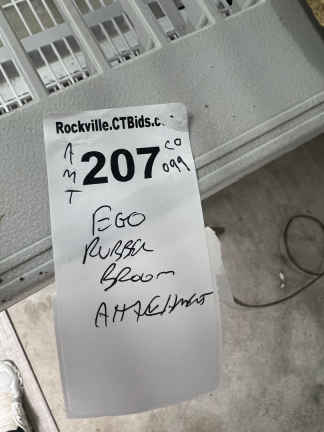 Rockville.CTBids.c
AMT 207 CO 099
EGO
RUBBER
BROOM
ATTACHMENT